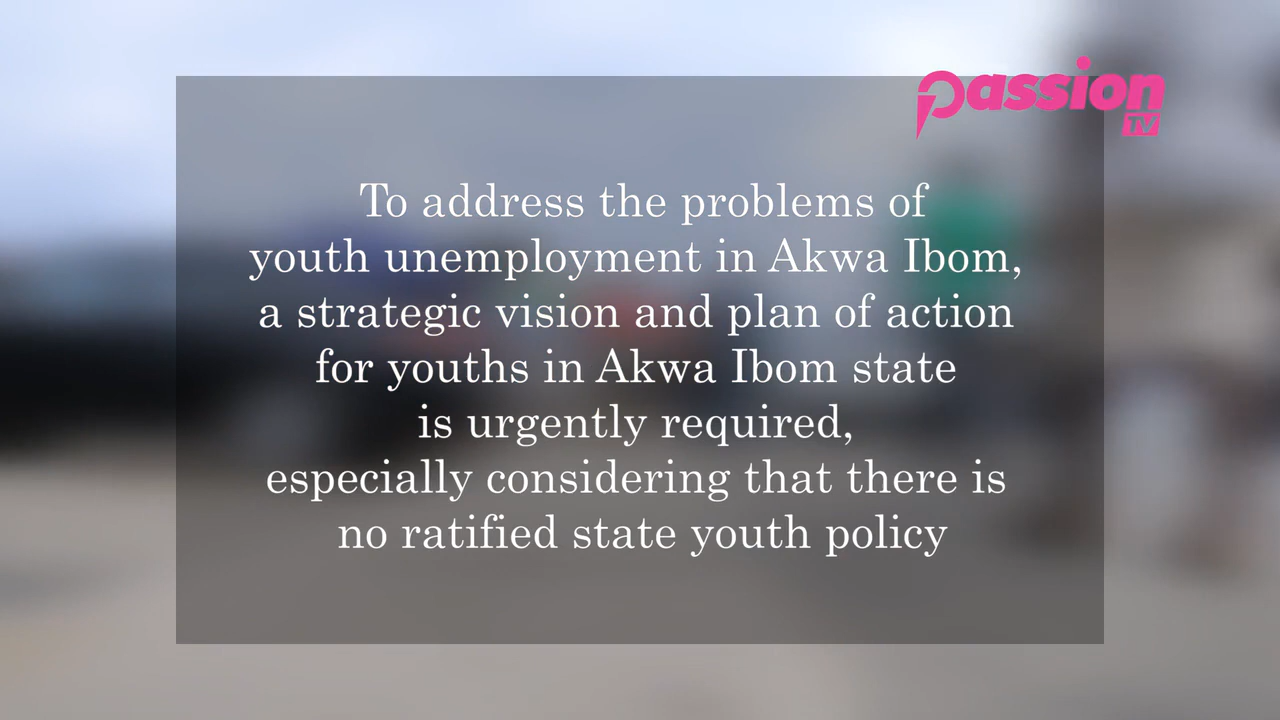 passion
TV
To address the problems of
youth unemployment in Akwa Ibom,
a strategic vision and plan of action
for youths in Akwa Ibom state
is urgently required,
especially considering that there is
no ratified state youth policy